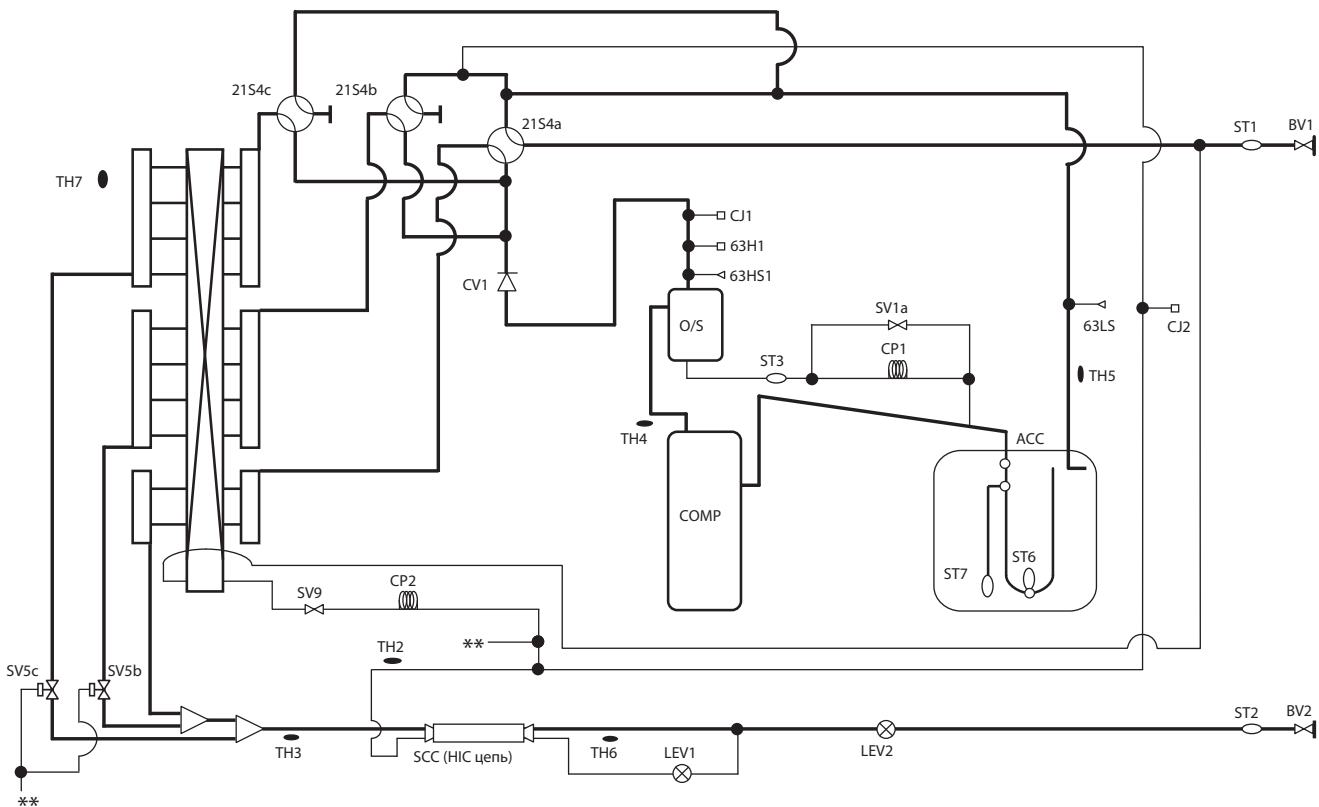 21S4c
21S4b
21S4a
ST1
BV1
TH7
CJ1
63H1
63HS1
CV1
O/S
SV1a
63LS
CJ2
ST3
CP1
TH5
TH4
ACC
COMP
ST6
ST7
CP2
SV9
**
TH2
SV5c
SV5b
ST2
BV2
TH3
SCC (HIC цепь)
TH6
LEV1
LEV2
**